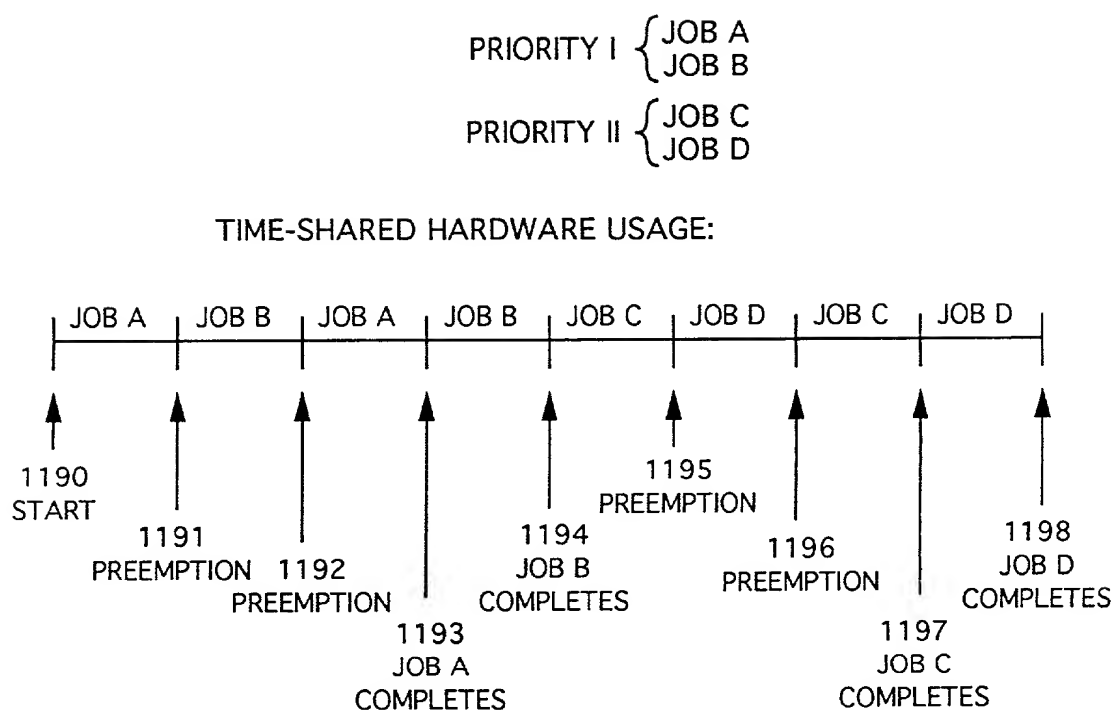 PRIORITY I { JOB A
JOB B
PRIORITY II { JOB C
JOB D
TIME-SHARED HARDWARE USAGE:
JOB A JOB B JOB A JOB B JOB C JOB D JOB C JOB D
1190
START
1191
PREEMPTION
1192
PREEMPTION
1193
JOB A
COMPLETES
1194
JOB B
COMPLETES
1195
PREEMPTION
1196
PREEMPTION
1197
JOB C
COMPLETES
1198
JOB D
COMPLETES